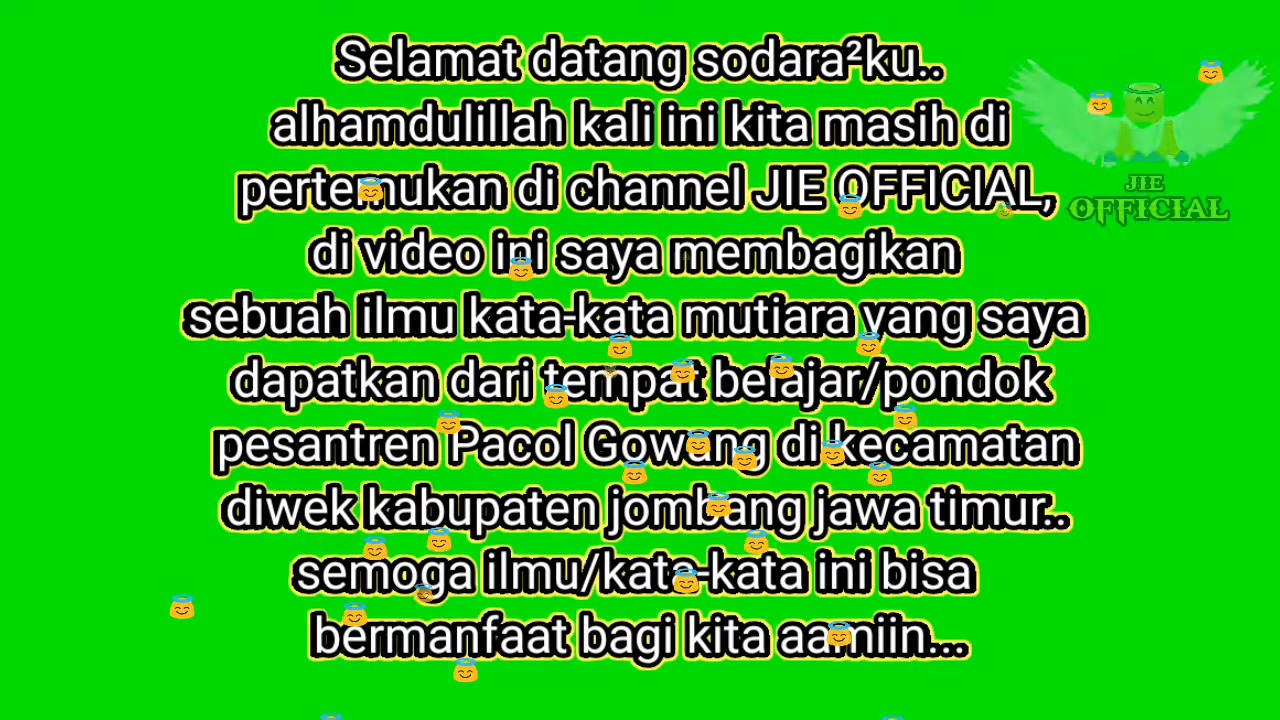 Selamat datang sodara²ku..
alhamdulillah kali ini kita masih di
pertemukan di channel JIE OFFICIAL,
di video ini saya membagikan
sebuah ilmu kata-kata mutiara yang saya
dapatkan dari tempat belajar/pondok
pesantren Pacol Gowang di kecamatan
diwek kabupaten jombang jawa timur..
semoga ilmu/kata-kata ini bisa
bermanfaat bagi kita aamiin...
JIE
OFFICIAL